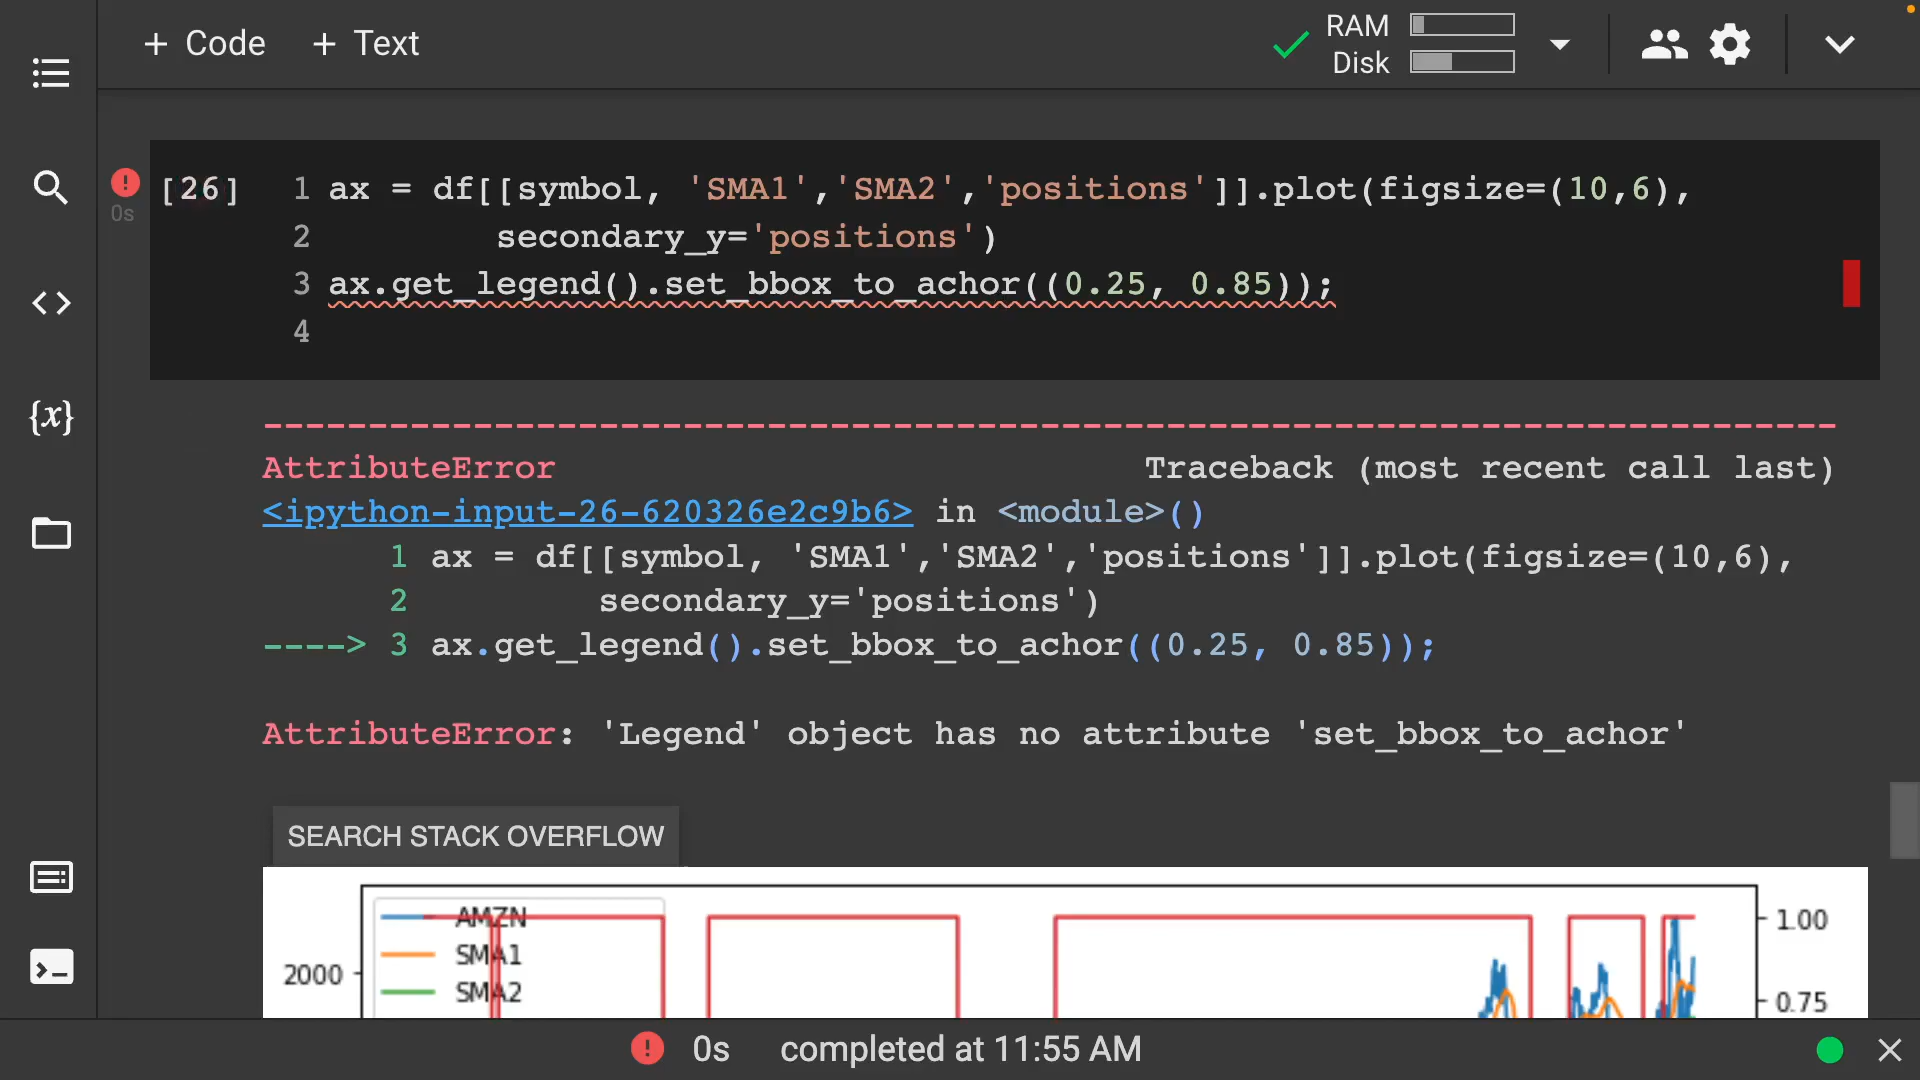 + Code + Text
RAM
Disk
[26]
0s
1 ax = df[[symbol, 'SMA1','SMA2','positions']].plot(figsize=(10,6),
2 secondary_y='positions')
3 ax.get_legend().set_bbox_to_achor((0.25, 0.85));
4
{x}
---------------------------------------------------------------------------
AttributeError Traceback (most recent call last)
<ipython-input-26-620326e2c9b6> in <module>()
1 ax = df[[symbol, 'SMA1','SMA2','positions']].plot(figsize=(10,6),
2 secondary_y='positions')
----> 3 ax.get_legend().set_bbox_to_achor((0.25, 0.85));
AttributeError: 'Legend' object has no attribute 'set_bbox_to_achor'
SEARCH STACK OVERFLOW
AMZN
1.00
SMA1
2000
SMA2
0.75
0s completed at 11:55 AM